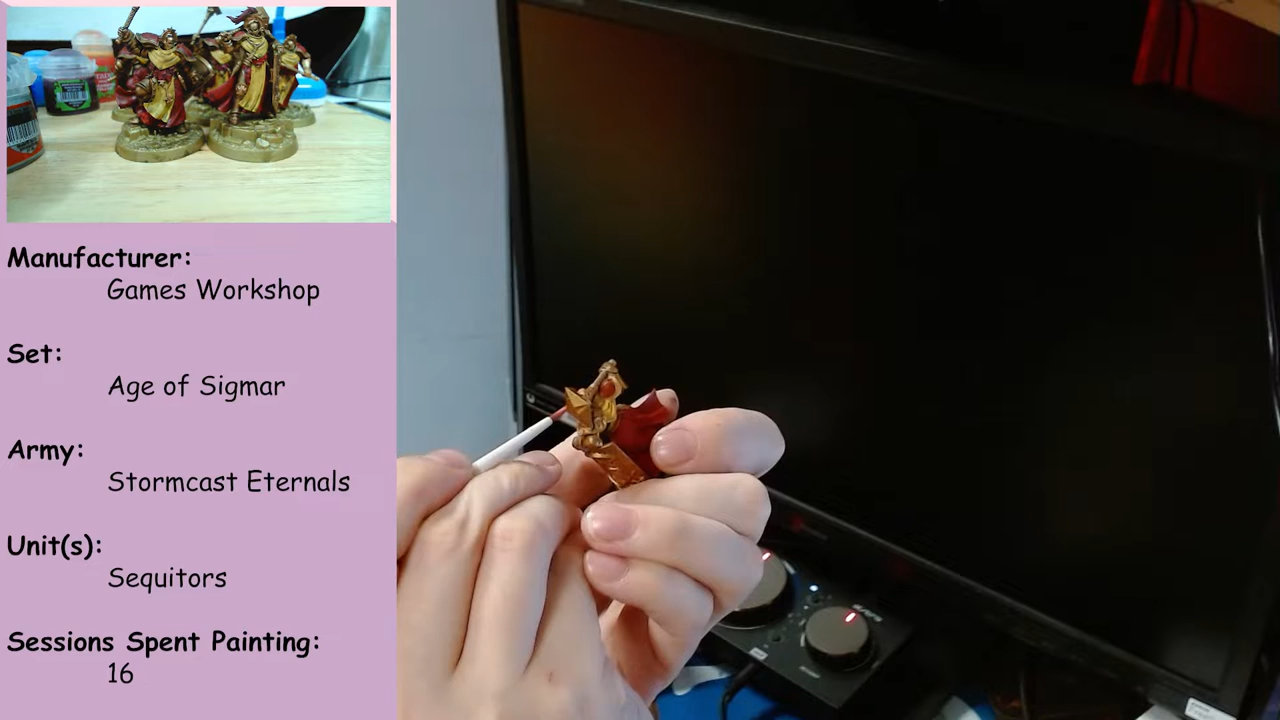 Manufacturer:
Games Workshop
Set:
Age of Sigmar
Army:
Stormcast Eternals
Unit(s):
Sequitors
Sessions Spent Painting:
16